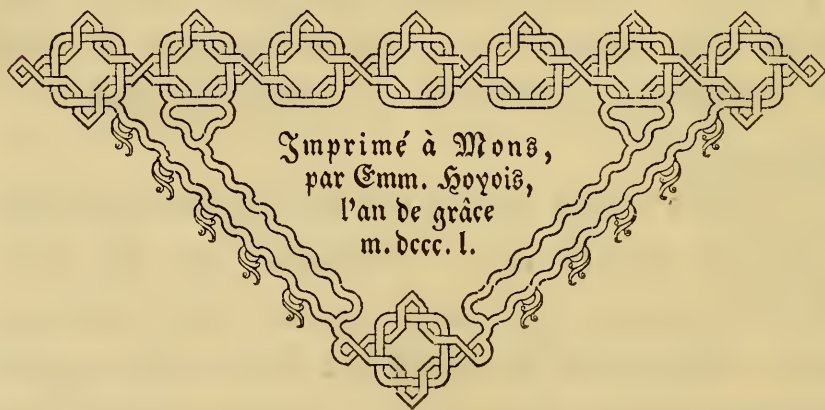 Imprimé à Mons,
par Emm. Hoyois,
l'an de grâce
m. dccc. l.